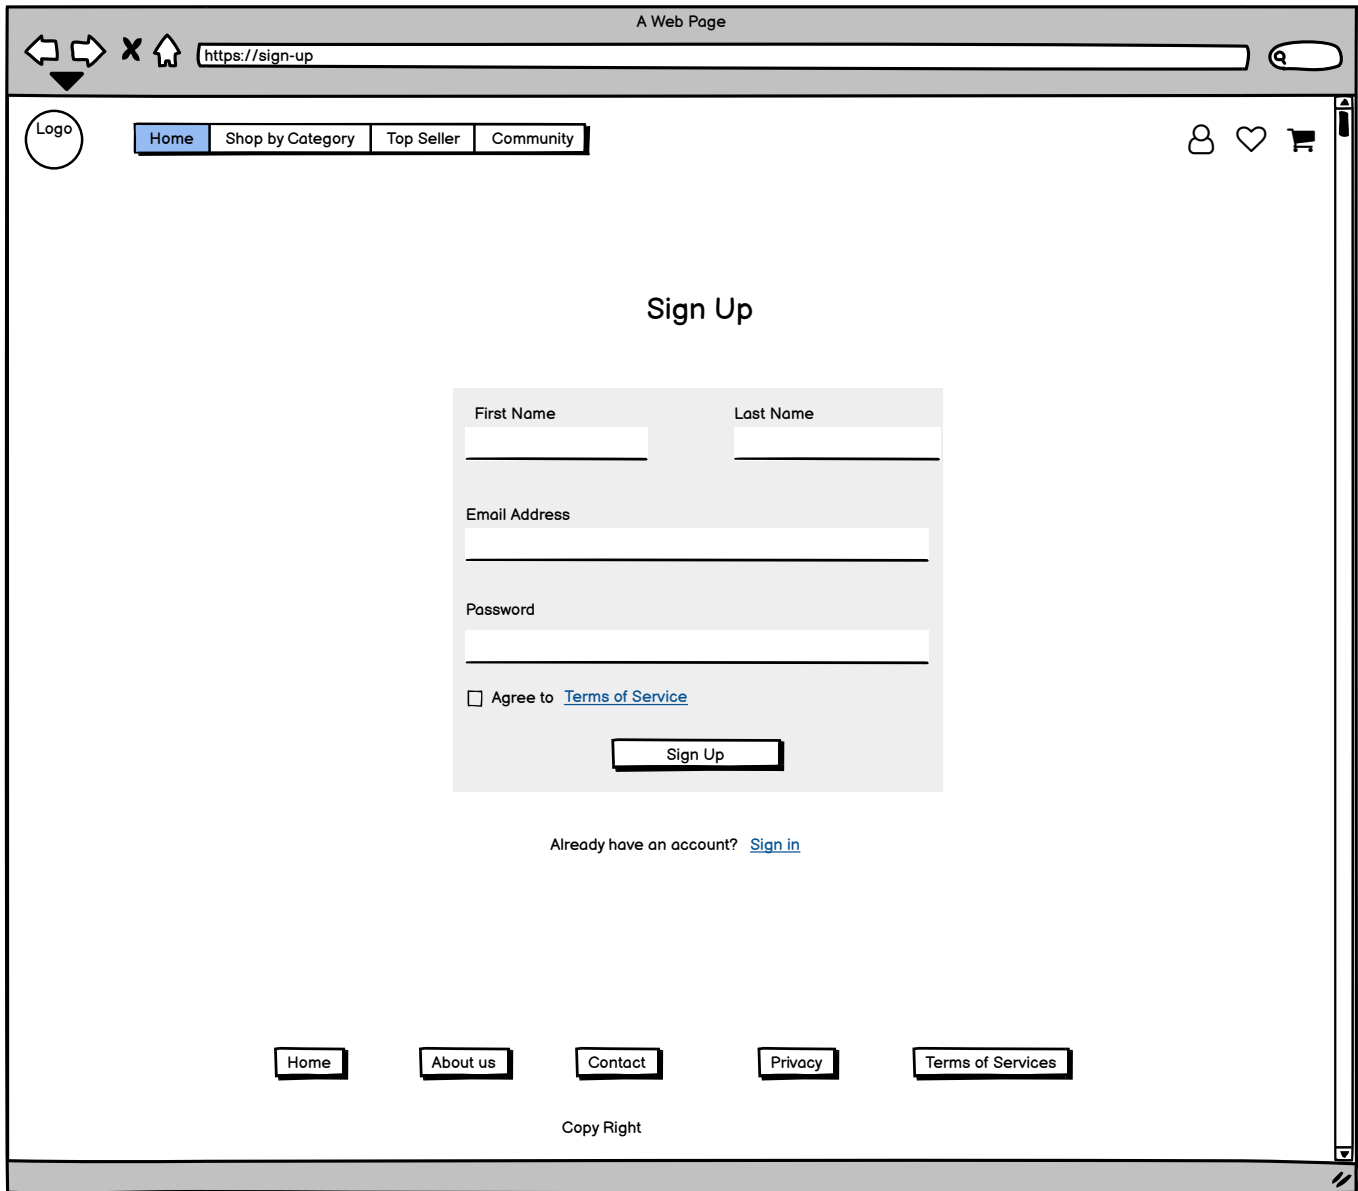 A Web Page
https://sign-up
Logo
Home Shop by Category Top Seller Community
Sign Up
First Name Last Name
Email Address
Password
Agree to Terms of Service
Sign Up
Already have an account? Sign in
Home About us Contact Privacy Terms of Services
Copy Right